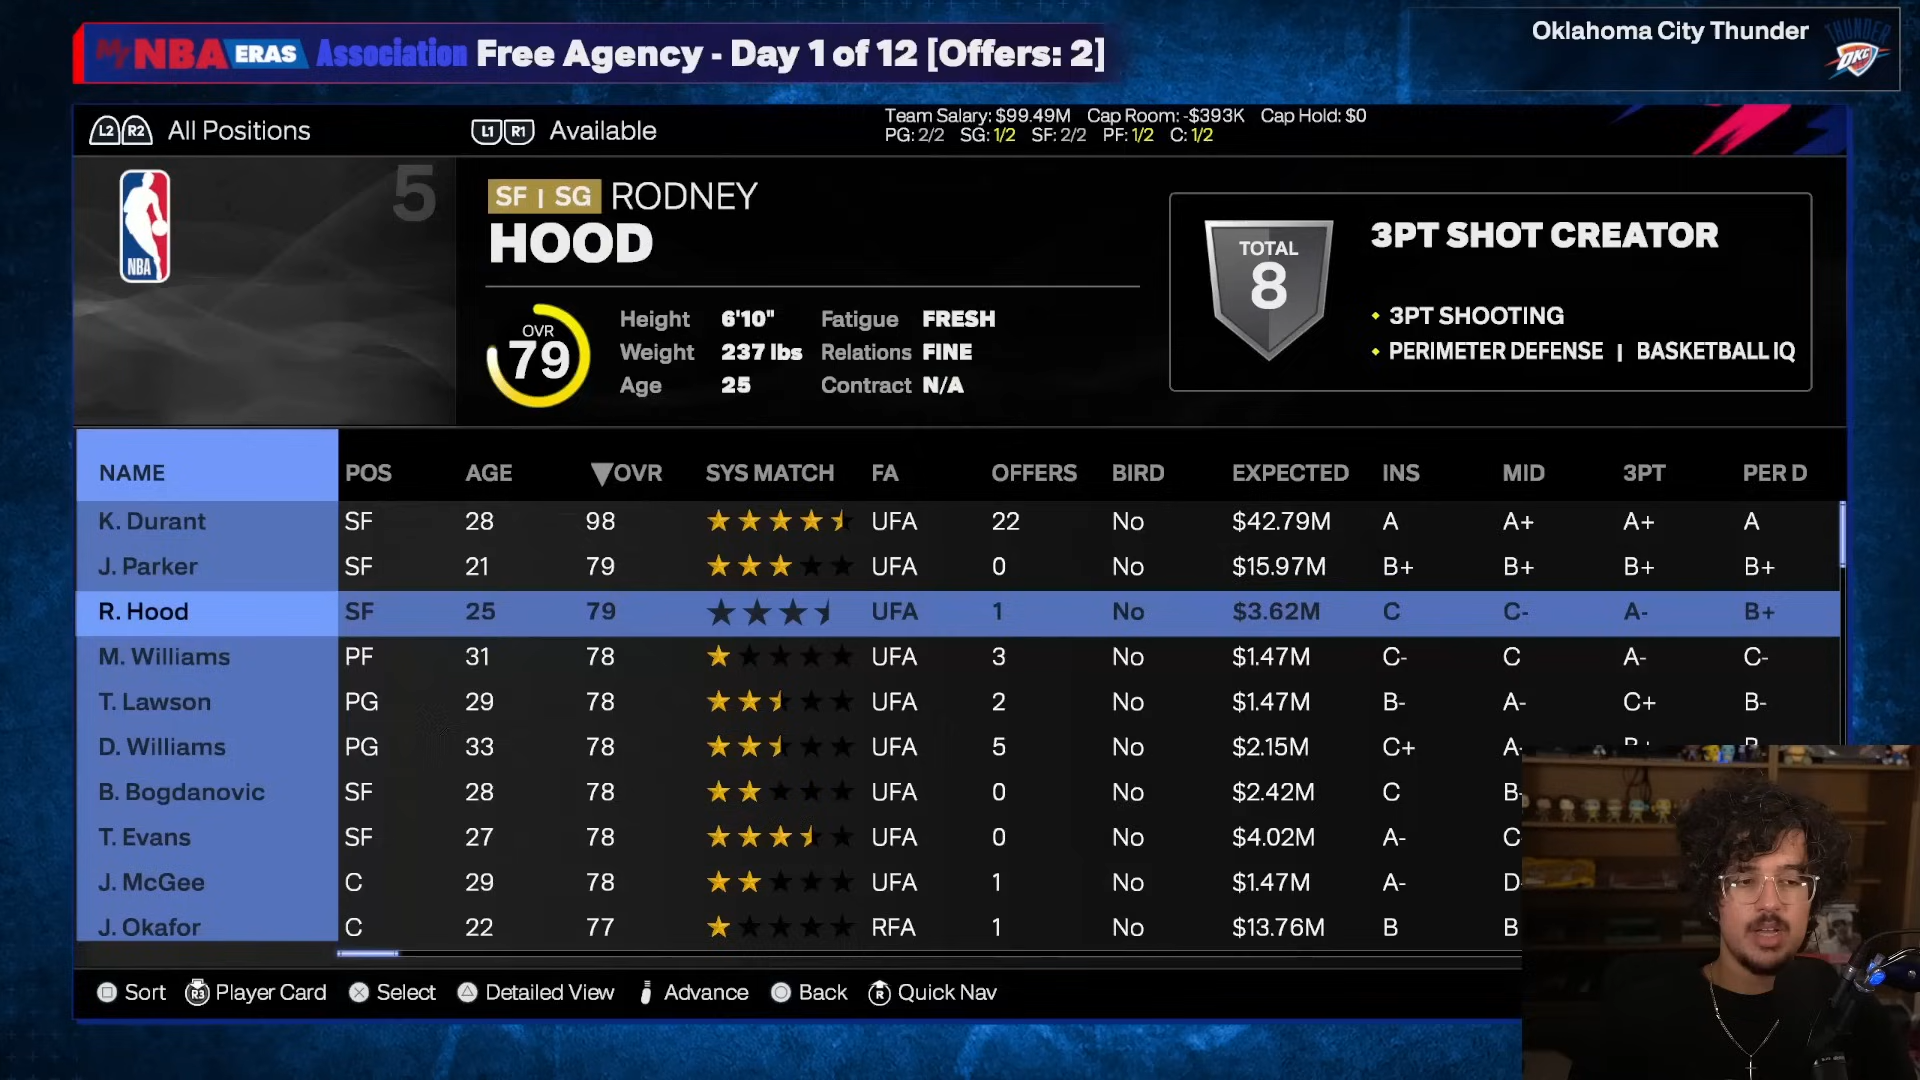 My NBA ERAS Association Free Agency - Day 1 of 12 [Offers: 2]
Oklahoma City Thunder
THUNDER
OKC
L2 R2 All Positions
L1 R1 Available
Team Salary: $99.49M Cap Room: -$393K Cap Hold: $0
PG: 2/2 SG: 1/2 SF: 2/2 PF: 1/2 C: 1/2
NBA
5
SF | SG RODNEY
HOOD
OVR
79
Height 6'10" Fatigue FRESH
Weight 237 lbs Relations FINE
Age 25 Contract N/A
TOTAL
8
3PT SHOT CREATOR
3PT SHOOTING
PERIMETER DEFENSE | BASKETBALL IQ
NAME POS AGE ▼OVR SYS MATCH FA OFFERS BIRD EXPECTED INS MID 3PT PER D
K. Durant SF 28 98 UFA 22 No $42.79M A A+ A+ A
J. Parker SF 21 79 UFA 0 No $15.97M B+ B+ B+ B+
R. Hood SF 25 79 UFA 1 No $3.62M C C- A- B+
M. Williams PF 31 78 UFA 3 No $1.47M C- C A- C-
T. Lawson PG 29 78 UFA 2 No $1.47M B- A- C+ B-
D. Williams PG 33 78 UFA 5 No $2.15M C+ A-
B. Bogdanovic SF 28 78 UFA 0 No $2.42M C B-
T. Evans SF 27 78 UFA 0 No $4.02M A- C
J. McGee C 29 78 UFA 1 No $1.47M A- D
J. Okafor C 22 77 RFA 1 No $13.76M B B
Sort R3 Player Card Select Detailed View Advance Back R Quick Nav